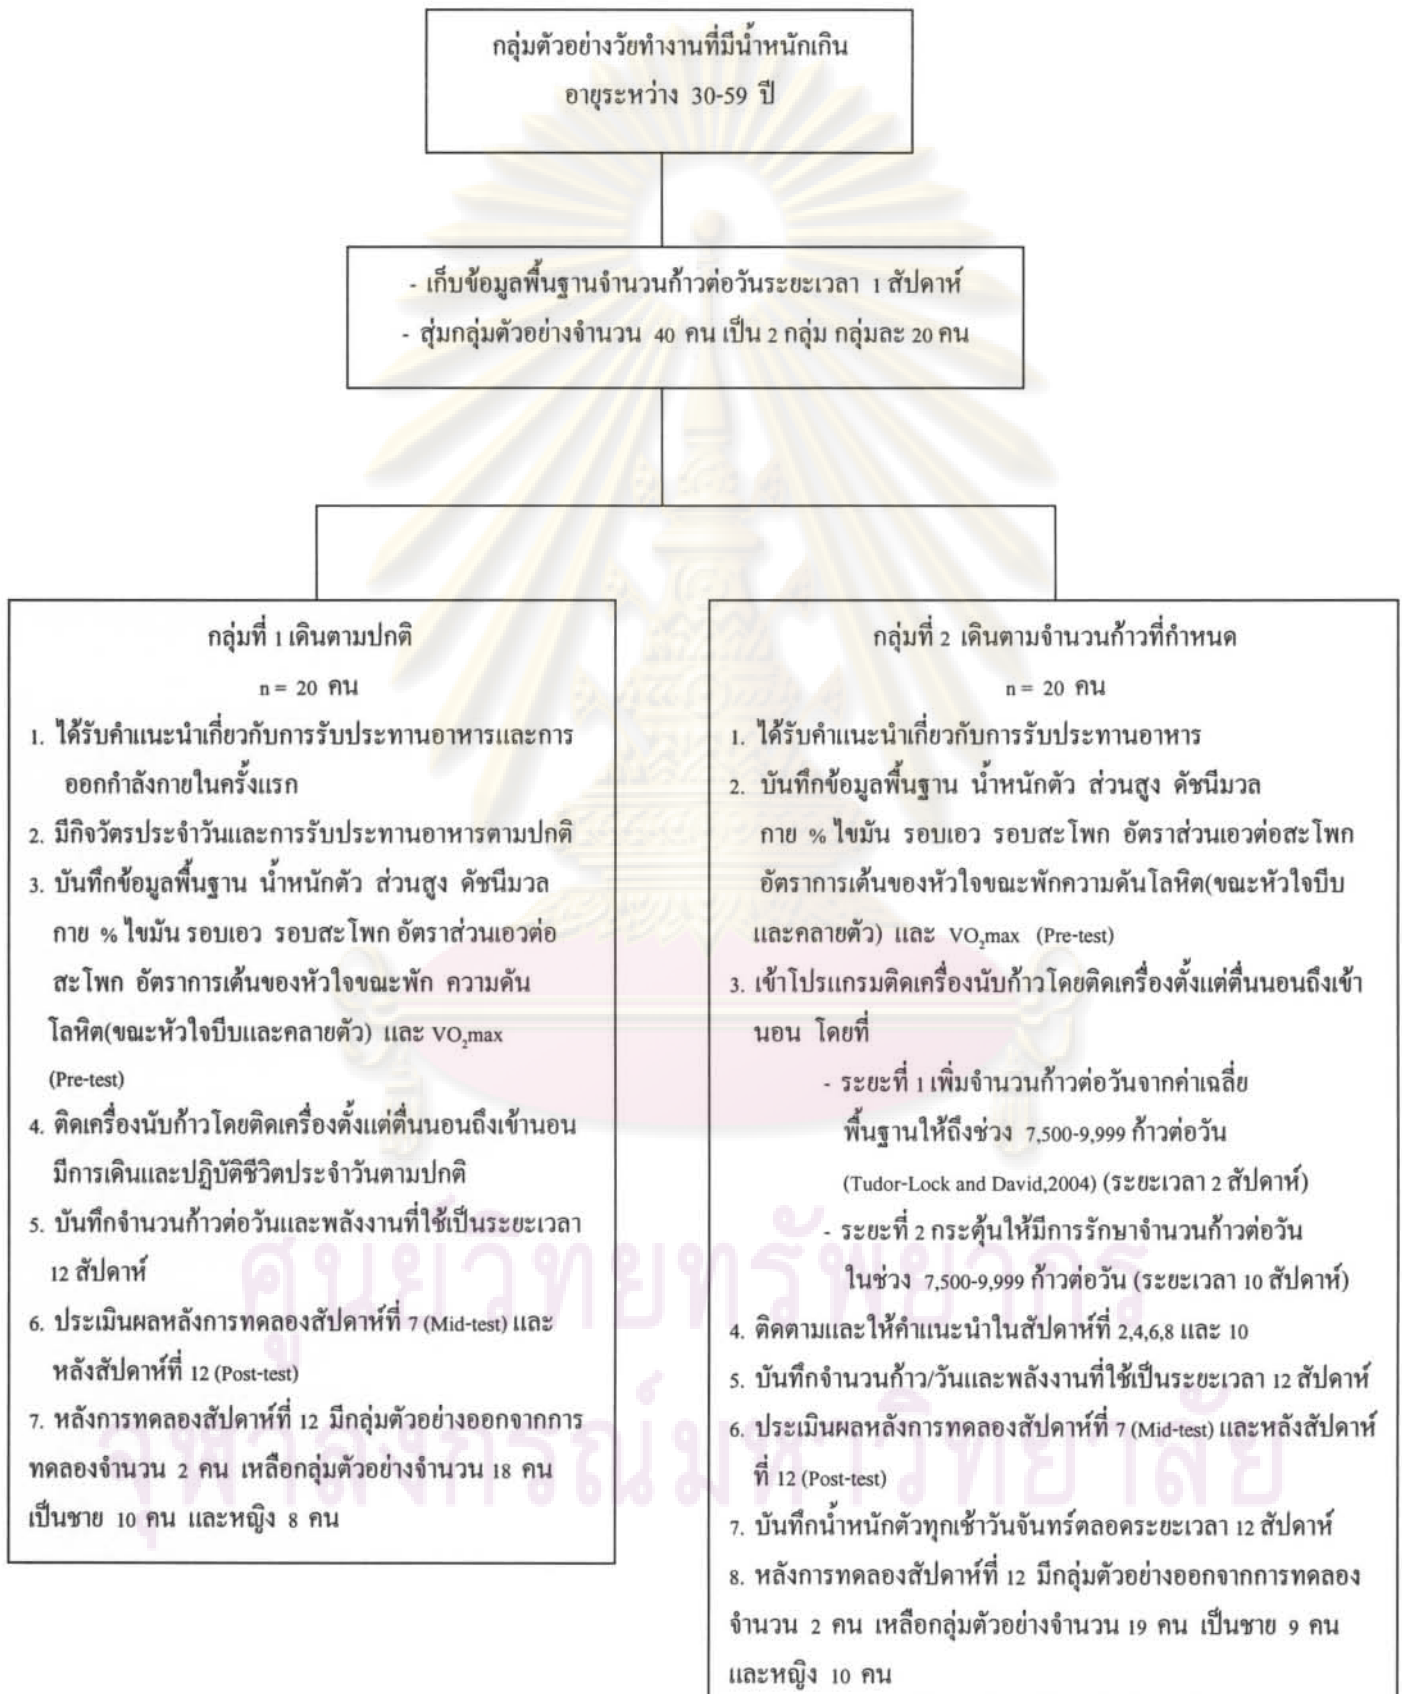 กลุ่มตัวอย่างวัยทำงานที่มีน้ำหนักเกิน
อายุระหว่าง 30-59 ปี
- เก็บข้อมูลพื้นฐานจำนวนก้าวต่อวันระยะเวลา 1 สัปดาห์
- สุ่มกลุ่มตัวอย่างจำนวน 40 คน เป็น 2 กลุ่ม กลุ่มละ 20 คน
กลุ่มที่ 1 เดินตามปกติ
n = 20 คน
1. ได้รับคำแนะนำเกี่ยวกับการรับประทานอาหารและการ
ออกกำลังกายในครั้งแรก
2. มีกิจวัตรประจำวันและการรับประทานอาหารตามปกติ
3. บันทึกข้อมูลพื้นฐาน น้ำหนักตัว ส่วนสูง ดัชนีมวล
กาย % ไขมัน รอบเอว รอบสะโพก อัตราส่วนเอวต่อ
สะโพก อัตราการเต้นของหัวใจขณะพัก ความดัน
โลหิต(ขณะหัวใจบีบและคลายตัว) และ VO₂max
(Pre-test)
4. ติดเครื่องนับก้าวโดยติดเครื่องตั้งแต่ตื่นนอนถึงเข้านอน
มีการเดินและปฏิบัติชีวิตประจำวันตามปกติ
5. บันทึกจำนวนก้าวต่อวันและพลังงานที่ใช้เป็นระยะเวลา
12 สัปดาห์
6. ประเมินผลหลังการทดลองสัปดาห์ที่ 7 (Mid-test) และ
หลังสัปดาห์ที่ 12 (Post-test)
7. หลังการทดลองสัปดาห์ที่ 12 มีกลุ่มตัวอย่างออกจากการ
ทดลองจำนวน 2 คน เหลือกลุ่มตัวอย่างจำนวน 18 คน
เป็นชาย 10 คน และหญิง 8 คน
กลุ่มที่ 2 เดินตามจำนวนก้าวที่กำหนด
n = 20 คน
1. ได้รับคำแนะนำเกี่ยวกับการรับประทานอาหาร
2. บันทึกข้อมูลพื้นฐาน น้ำหนักตัว ส่วนสูง ดัชนีมวล
กาย % ไขมัน รอบเอว รอบสะโพก อัตราส่วนเอวต่อสะโพก
อัตราการเต้นของหัวใจขณะพักความดันโลหิต(ขณะหัวใจบีบ
และคลายตัว) และ VO₂max (Pre-test)
3. เข้าโปรแกรมติดเครื่องนับก้าวโดยติดเครื่องตั้งแต่ตื่นนอนถึงเข้า
นอน โดยที่
- ระยะที่ 1 เพิ่มจำนวนก้าวต่อวันจากค่าเฉลี่ย
พื้นฐานให้ถึงช่วง 7,500-9,999 ก้าวต่อวัน
(Tudor-Lock and David,2004) (ระยะเวลา 2 สัปดาห์)
- ระยะที่ 2 กระตุ้นให้มีการรักษาจำนวนก้าวต่อวัน
ในช่วง 7,500-9,999 ก้าวต่อวัน (ระยะเวลา 10 สัปดาห์)
4. ติดตามและให้คำแนะนำในสัปดาห์ที่ 2,4,6,8 และ 10
5. บันทึกจำนวนก้าว/วันและพลังงานที่ใช้เป็นระยะเวลา 12 สัปดาห์
6. ประเมินผลหลังการทดลองสัปดาห์ที่ 7 (Mid-test) และหลังสัปดาห์
ที่ 12 (Post-test)
7. บันทึกน้ำหนักตัวทุกเช้าวันจันทร์ตลอดระยะเวลา 12 สัปดาห์
8. หลังการทดลองสัปดาห์ที่ 12 มีกลุ่มตัวอย่างออกจากการทดลอง
จำนวน 2 คน เหลือกลุ่มตัวอย่างจำนวน 19 คน เป็นชาย 9 คน
และหญิง 10 คน
ศูนย์วิทยทรัพยากร
จุฬาลงกรณ์มหาวิทยาลัย